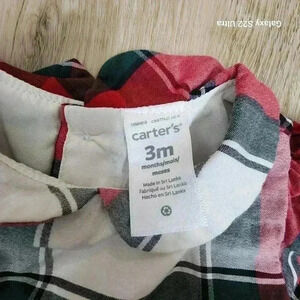 carter's
3m
months/mois/
meses
Made in Sri Lanka
Fabriqué au Sri Lanka
Hecho en Sri Lanka
Galaxy S22 Ultra